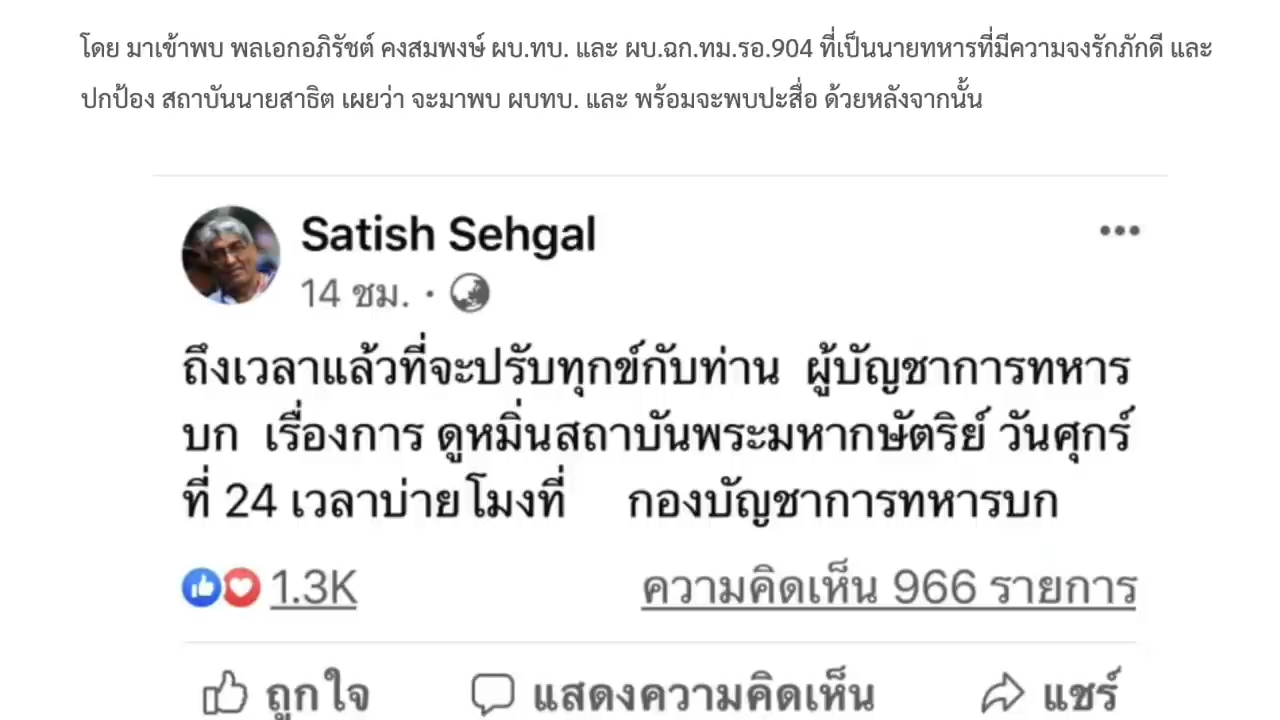 โดย มาเข้าพบ พลเอกอภิรัชต์ คงสมพงษ์ ผบ.ทบ. และ ผบ.ฉก.ทม.รอ.904 ที่เป็นนายทหารที่มีความจงรักภักดี และ
ปกป้อง สถาบันนายสาธิต เผยว่า จะมาพบ ผบทบ. และ พร้อมจะพบปะสื่อ ด้วยหลังจากนั้น
Satish Sehgal
14 ชม. ·
ถึงเวลาแล้วที่จะปรับทุกข์กับท่าน ผู้บัญชาการทหาร
บก เรื่องการ ดูหมิ่นสถาบันพระมหากษัตริย์ วันศุกร์
ที่ 24 เวลาบ่ายโมงที่ กองบัญชาการทหารบก
1.3K ความคิดเห็น 966 รายการ
ถูกใจ แสดงความคิดเห็น แชร์